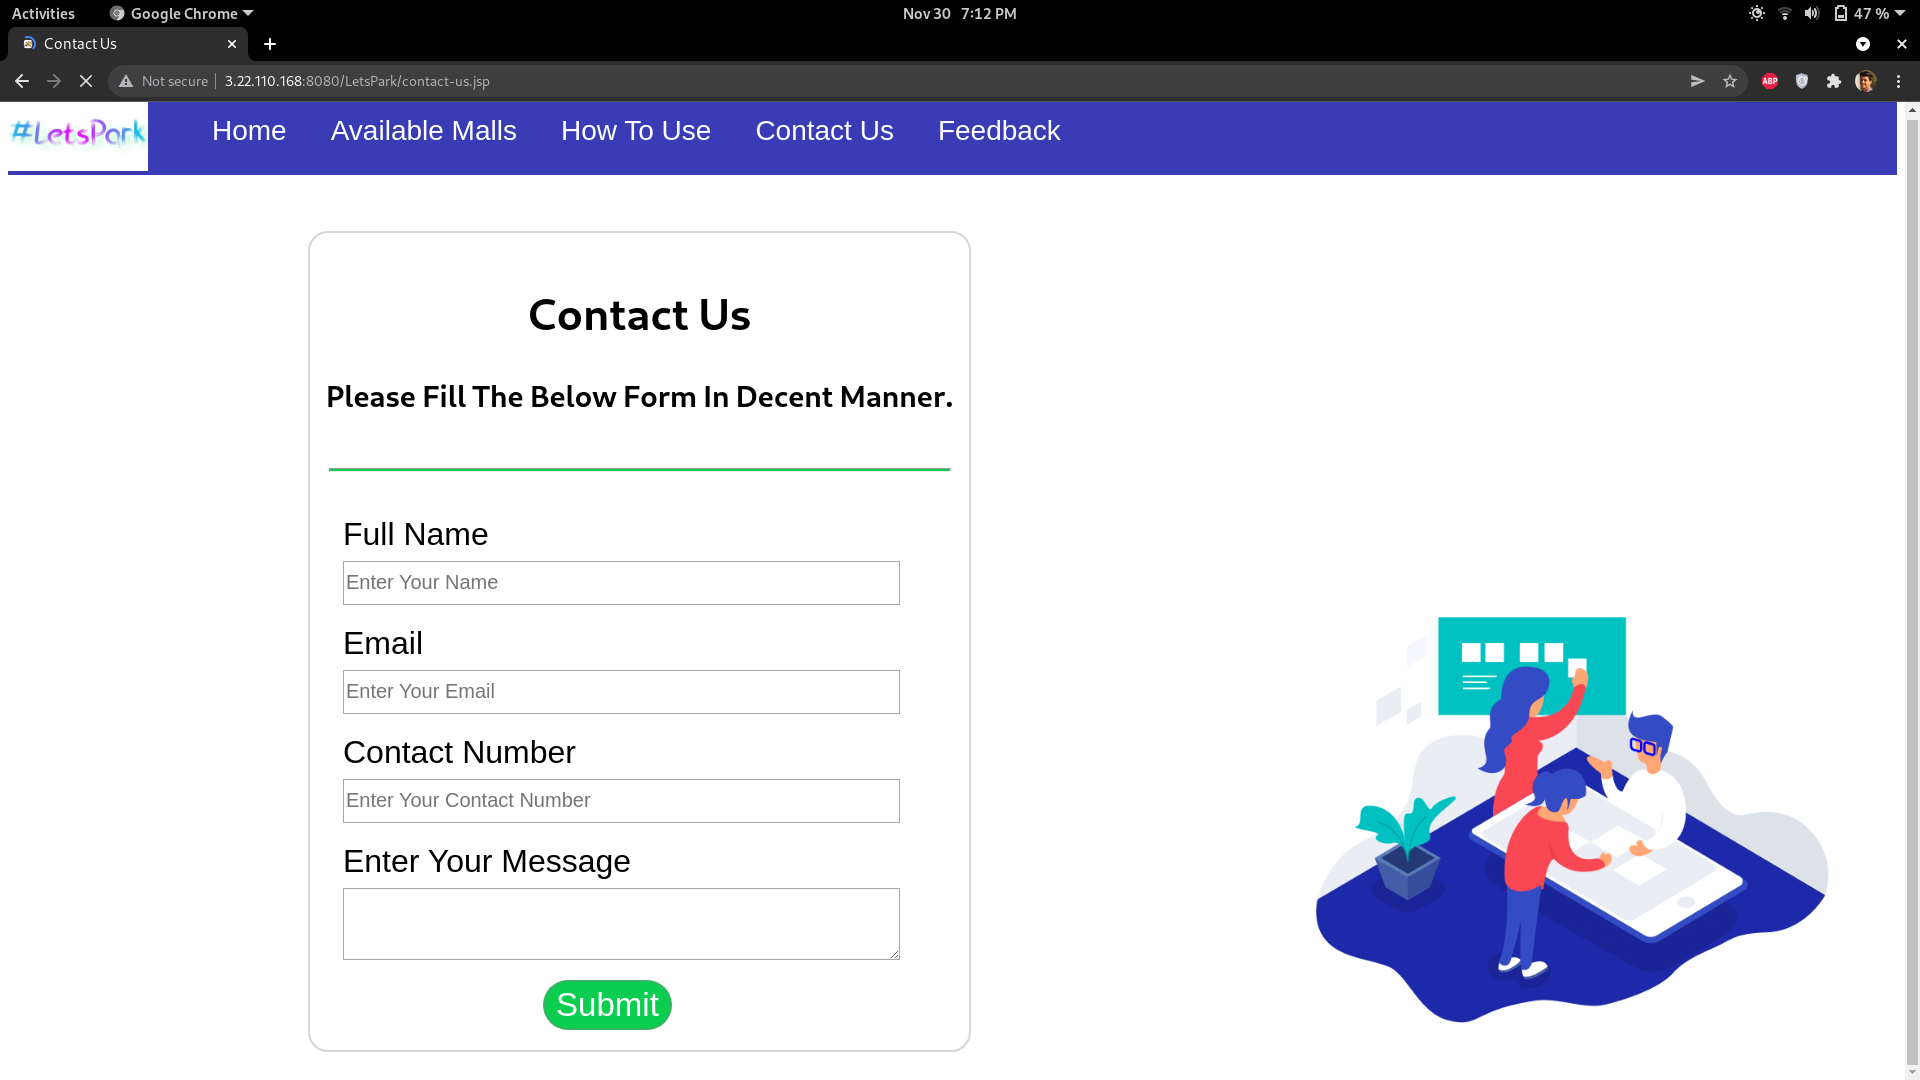 Activities Google Chrome Nov 30 7:12 PM 47 %
Contact Us
Not secure 3.22.110.168:8080/LetsPark/contact-us.jsp ABP
#LetsPark Home Available Malls How To Use Contact Us Feedback
Contact Us
Please Fill The Below Form In Decent Manner.
Full Name
Enter Your Name
Email
Enter Your Email
Contact Number
Enter Your Contact Number
Enter Your Message
Submit